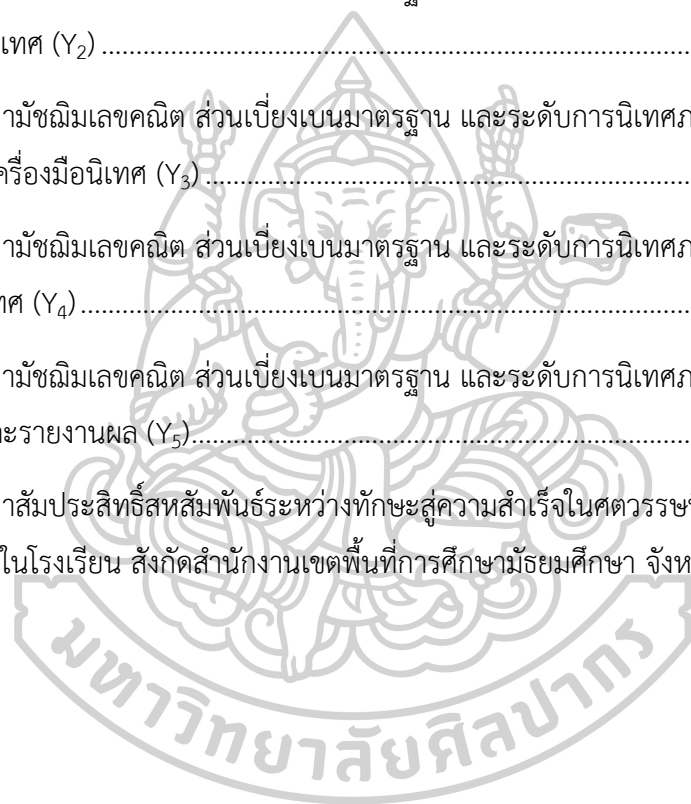 เทศ (Y2)
ามัชฌิมเลขคณิต ส่วนเบี่ยงเบนมาตรฐาน และระดับการนิเทศภ
ครื่องมือนิเทศ (Y3)
ามัชฌิมเลขคณิต ส่วนเบี่ยงเบนมาตรฐาน และระดับการนิเทศภ
ทศ (Y4)
ามัชฌิมเลขคณิต ส่วนเบี่ยงเบนมาตรฐาน และระดับการนิเทศภ
ะรายงานผล (Y5)
าสัมประสิทธิ์สหสัมพันธ์ระหว่างทักษะสู่ความสำเร็จในศตวรรษ
ในโรงเรียน สังกัดสำนักงานเขตพื้นที่การศึกษามัธยมศึกษา จังห
มหาวิทยาลัยศิลปากร